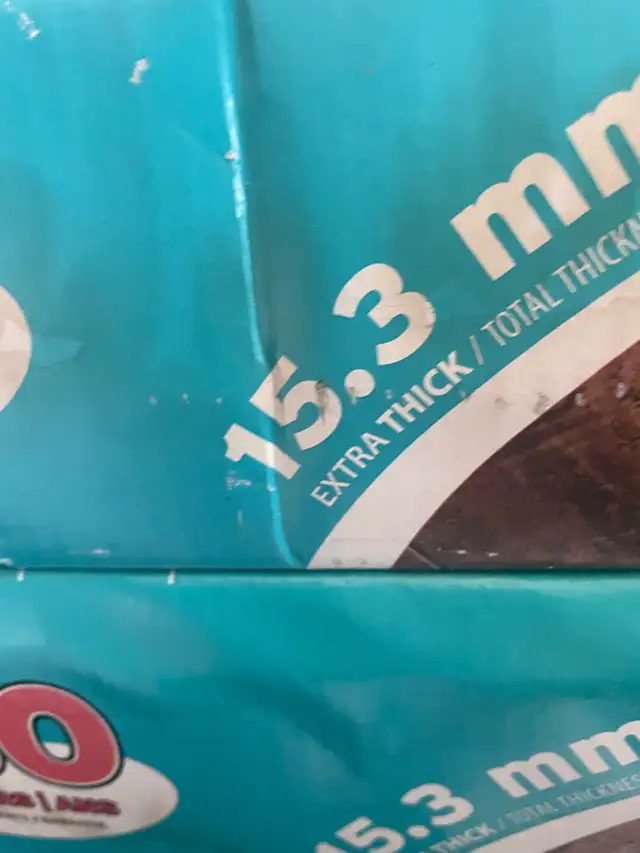 15.3 mm
EXTRA THICK / TOTAL THICKN
O
15.3 mm
THICK / TOTAL THICKNES